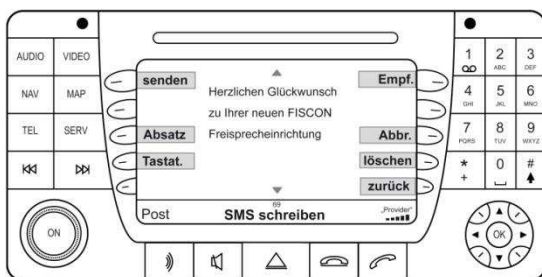 AUDIO VIDEO
NAV MAP
TEL SERV
ON
senden
Absatz
Tastat.
Herzlichen Glückwunsch
zu Ihrer neuen FISCON
Freisprecheinrichtung
Empf.
Abbr.
löschen
zurück
69
Post SMS schreiben „Provider"
1 2 ABC 3 DEF
4 GHI 5 JKL 6 MNO
7 PQRS 8 TUV 9 WXYZ
* + 0 #
OK